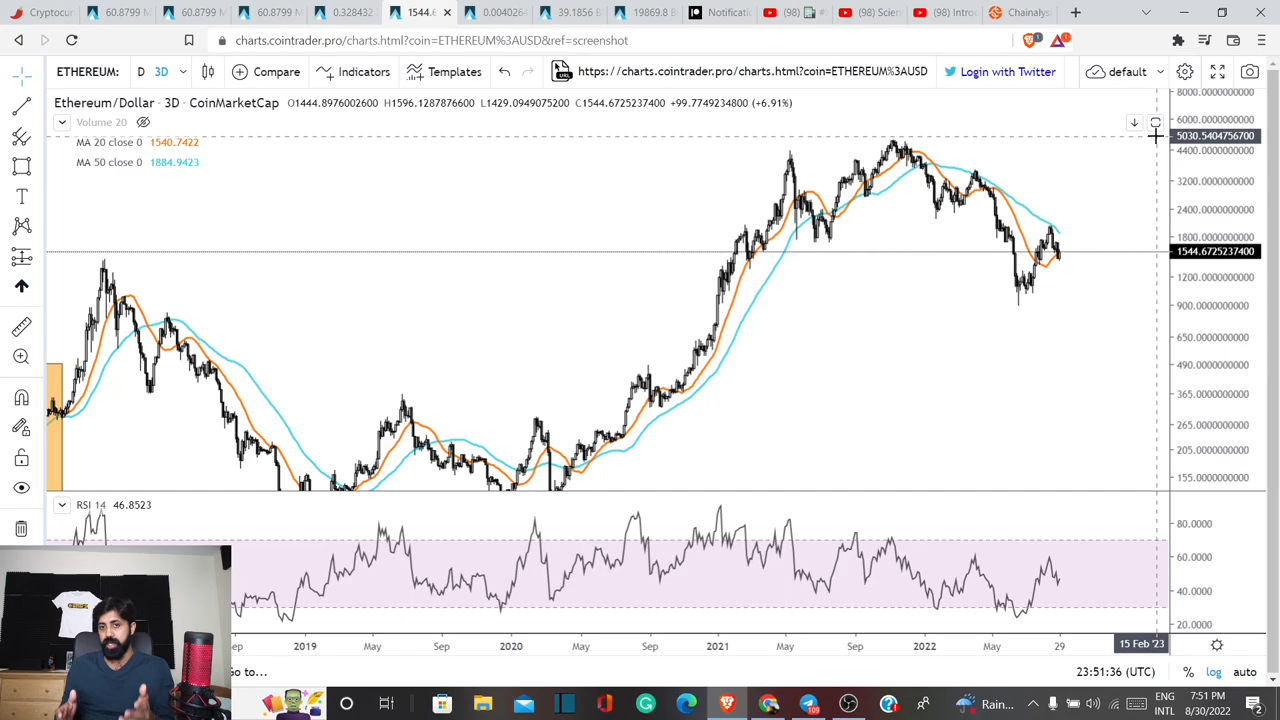 Cryptocur
60.8799 M
60.8799 M
60.8799 M
0.328432
1544.6
0.0040264
39.1856 B
19869.8 B
Notificati
(98)
(98) Scien
(98) Introd
Chainalysi
charts.cointrader.pro/charts.html?coin=ETHEREUM%3AUSD&ref=screenshot
ETHEREUM:
D
3D
Compare
Indicators
Templates
URL
https://charts.cointrader.pro/charts.html?coin=ETHEREUM%3AUSD
Login with Twitter
default
Ethereum/Dollar · 3D · CoinMarketCap O1444.8976002600 H1596.1287876600 L1429.0949075200 C1544.6725237400 +99.7749234800 (+6.91%)
Volume 20
MA 20 close 0 1540.7422
MA 50 close 0 1884.9423
8000.0000000000
6000.0000000000
5030.5404756700
4400.0000000000
3200.0000000000
2400.0000000000
1800.0000000000
1544.6725237400
1200.0000000000
900.0000000000
650.0000000000
490.0000000000
365.0000000000
265.0000000000
205.0000000000
155.0000000000
RSI 14 46.8523
80.0000
60.0000
40.0000
20.0000
ep
2019
May
Sep
2020
May
Sep
2021
May
Sep
2022
May
29
15 Feb '23
Go to...
23:51:36 (UTC)
%
log
auto
109
Rain...
ENG
INTL
7:51 PM
8/30/2022
2